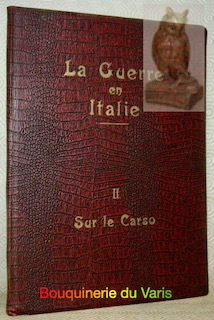 La Guerre
en
Italie
II
Sur le Carso
Bouquinerie du Varis